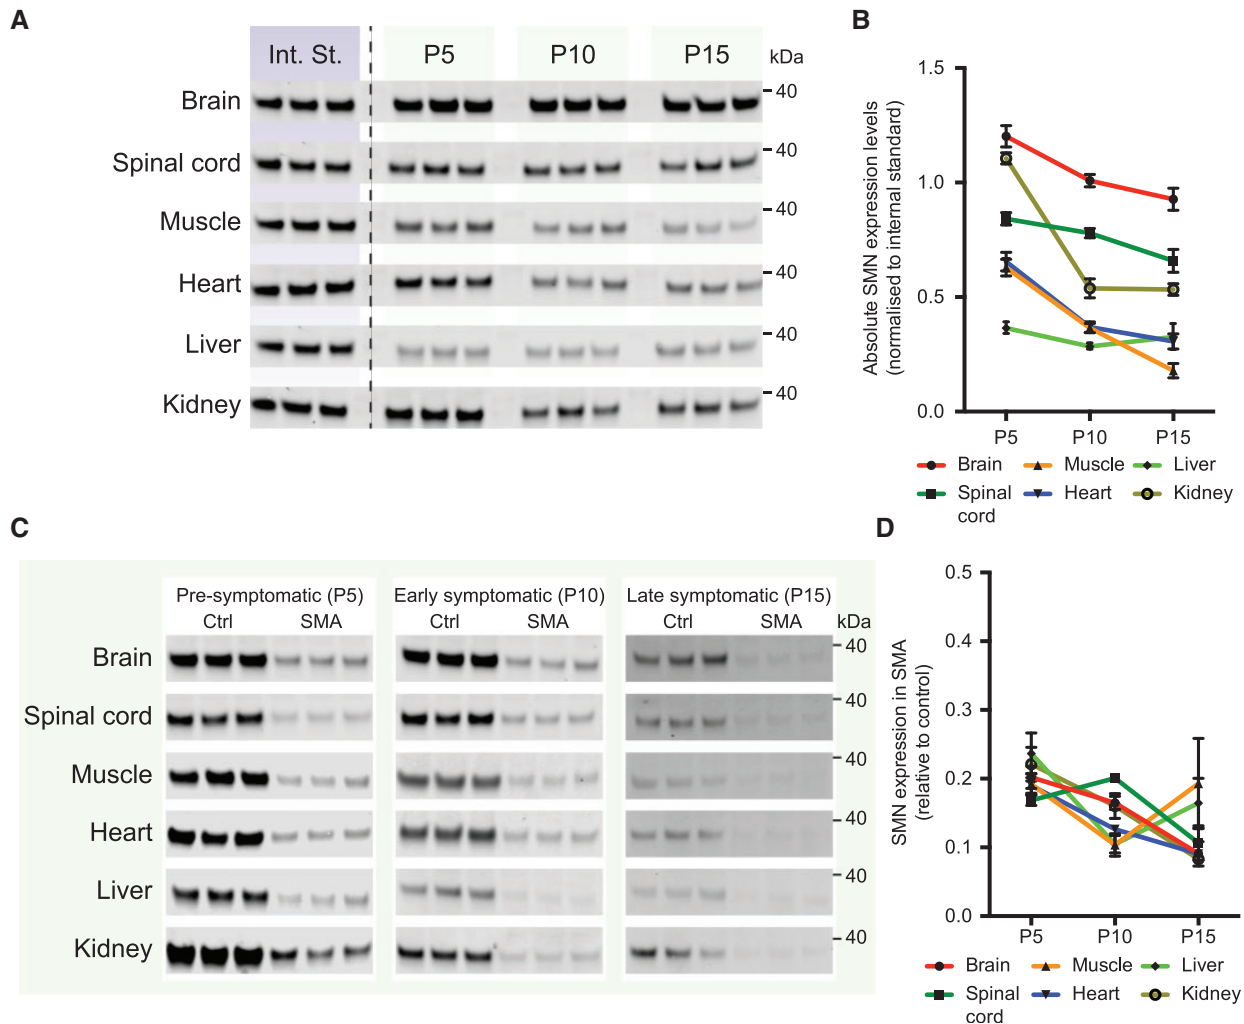 A
Int. St.
P5
P10
P15
kDa
Brain
40
Spinal cord
40
Muscle
40
Heart
40
Liver
40
Kidney
40
B
Absolute SMN expression levels
(normalised to internal standard)
1.5
1.0
0.5
0.0
P5
P10
P15
Brain
Muscle
Liver
Spinal
cord
Heart
Kidney
C
Pre-symptomatic (P5)
Early symptomatic (P10)
Late symptomatic (P15)
Ctrl
SMA
Ctrl
SMA
Ctrl
SMA
kDa
Brain
40
Spinal cord
40
Muscle
40
Heart
40
Liver
40
Kidney
40
D
SMN expression in SMA
(relative to control)
0.5
0.4
0.3
0.2
0.1
0.0
P5
P10
P15
Brain
Muscle
Liver
Spinal
cord
Heart
Kidney